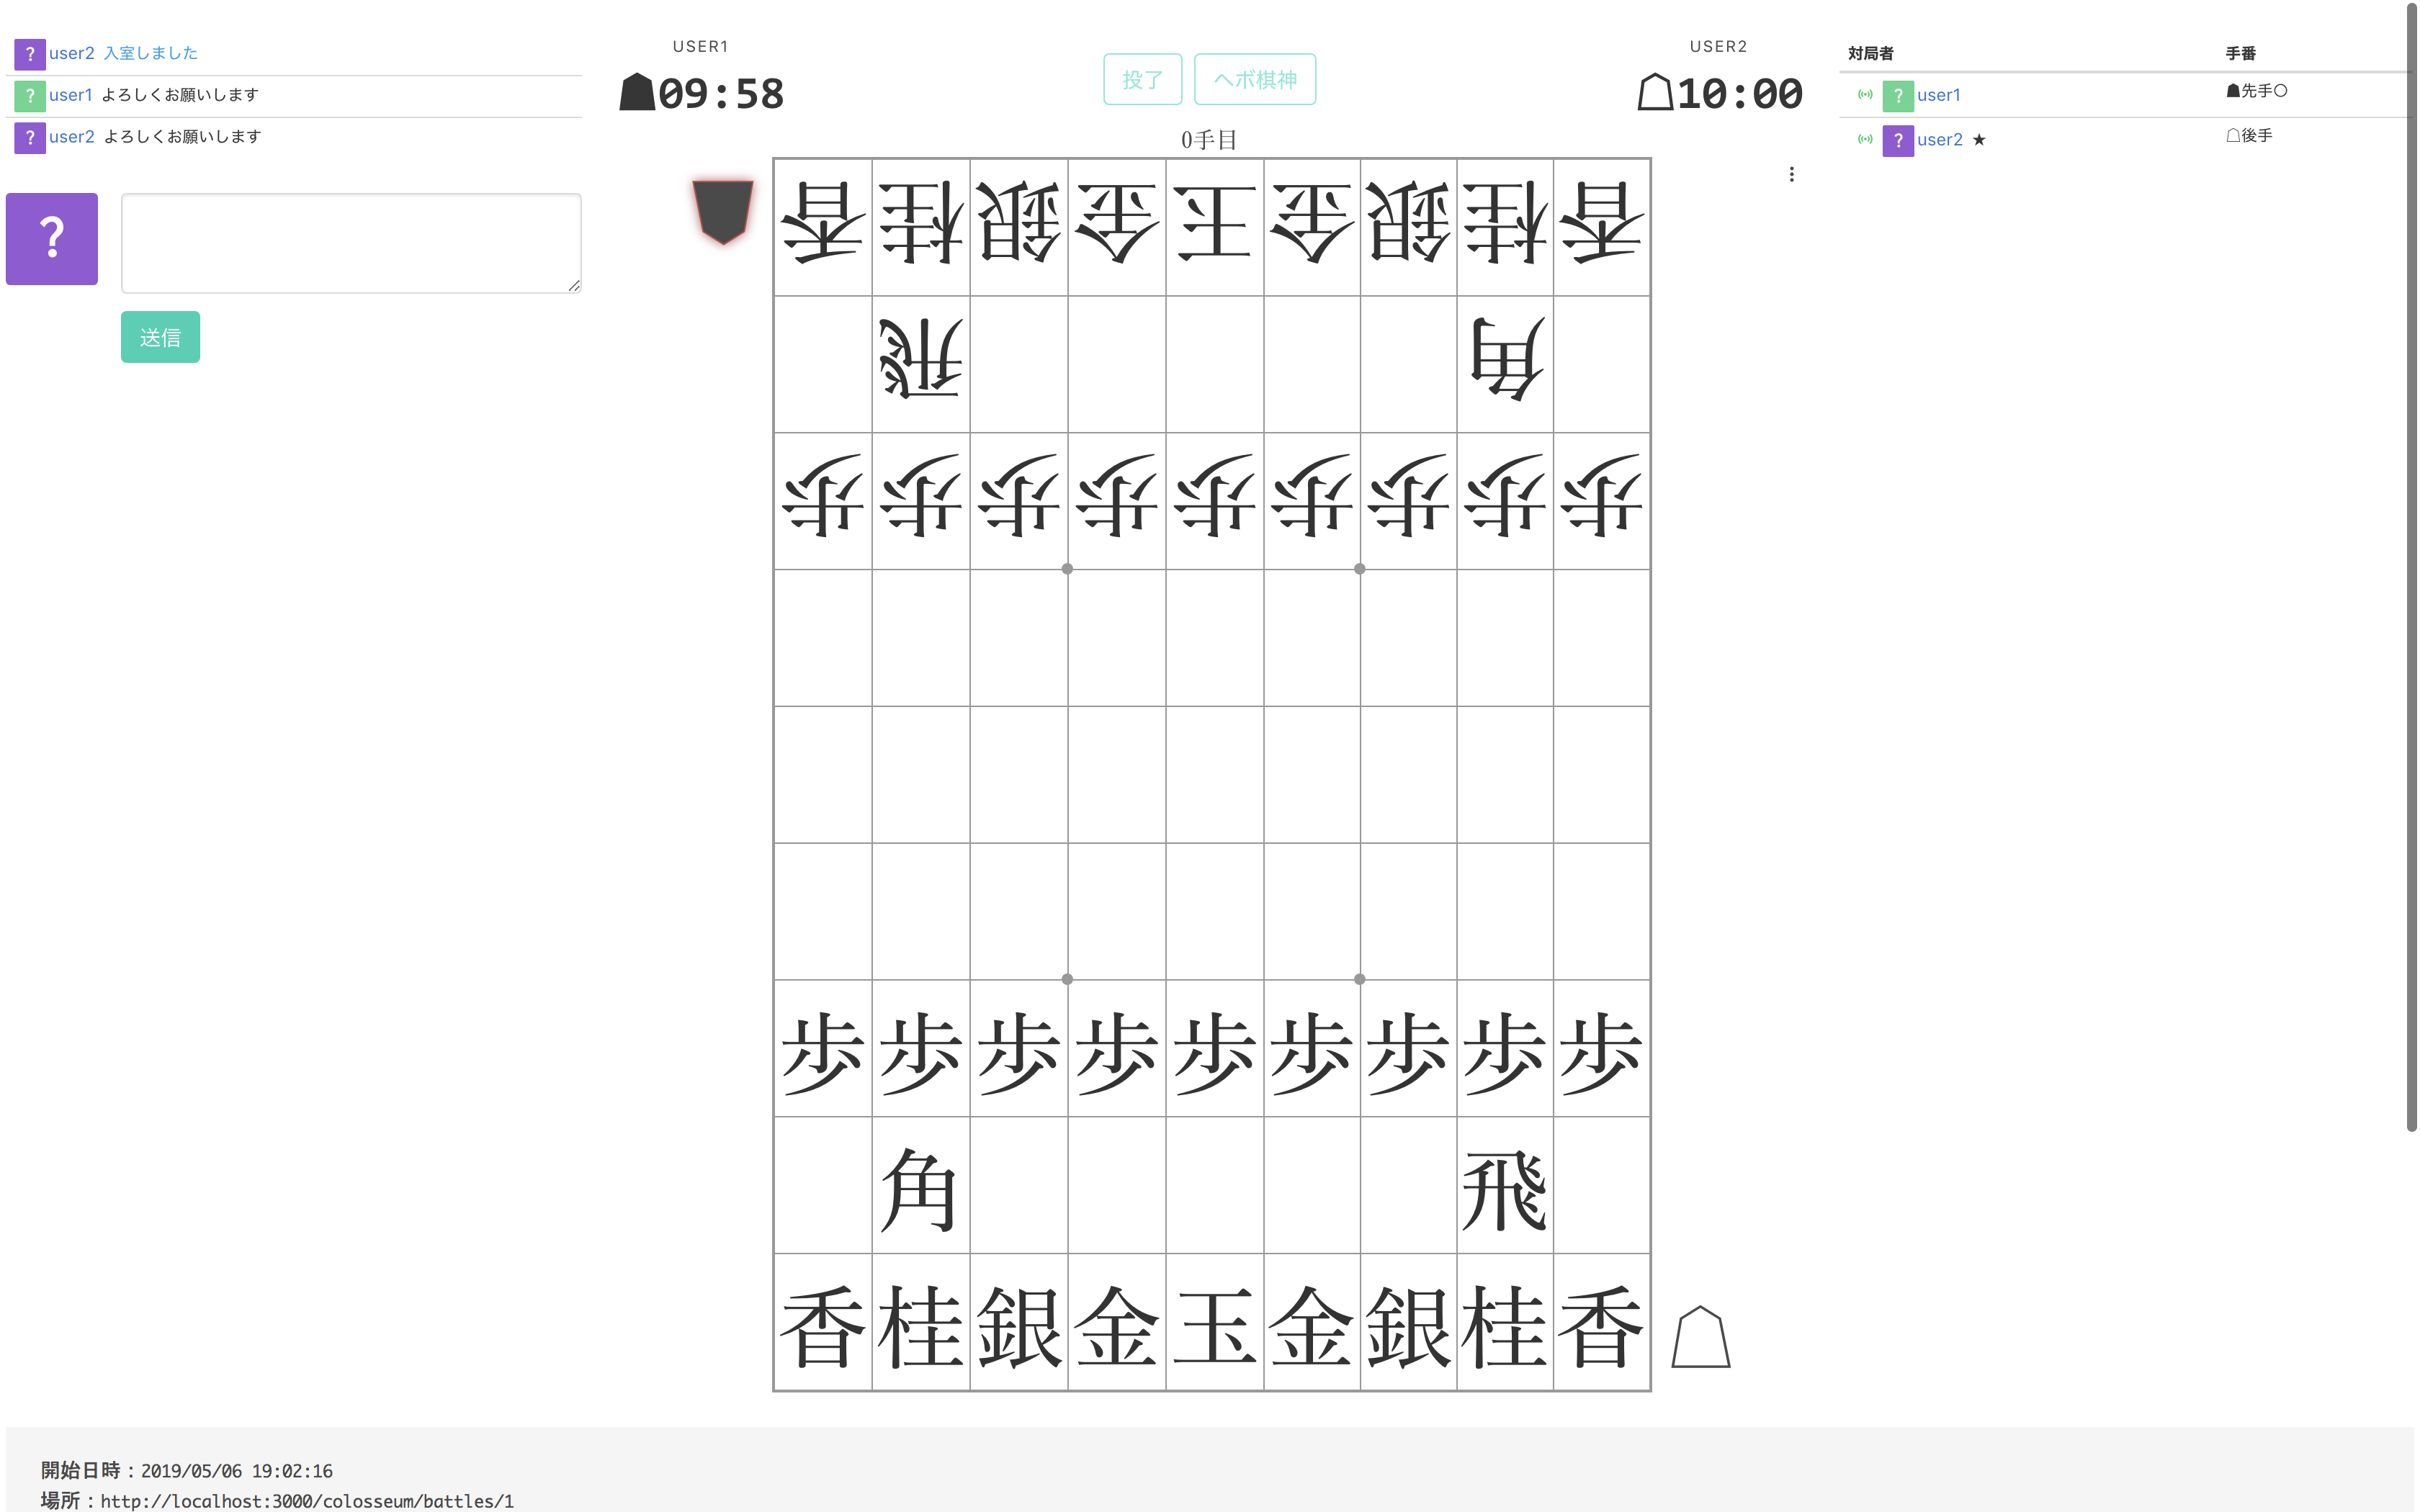 ? user2 入室しました
? user1 よろしくお願いします
? user2 よろしくお願いします
?
送信
USER1
09:58
投了 ヘボ棋神
USER2
10:00
0手目
香桂銀金玉金銀桂香
飛角
歩歩歩歩歩歩歩歩歩
歩歩歩歩歩歩歩歩歩
角飛
香桂銀金玉金銀桂香
対局者 手番
? user1 ☗先手○
? user2 ★ ☖後手
開始日時：2019/05/06 19:02:16
場所：http://localhost:3000/colosseum/battles/1